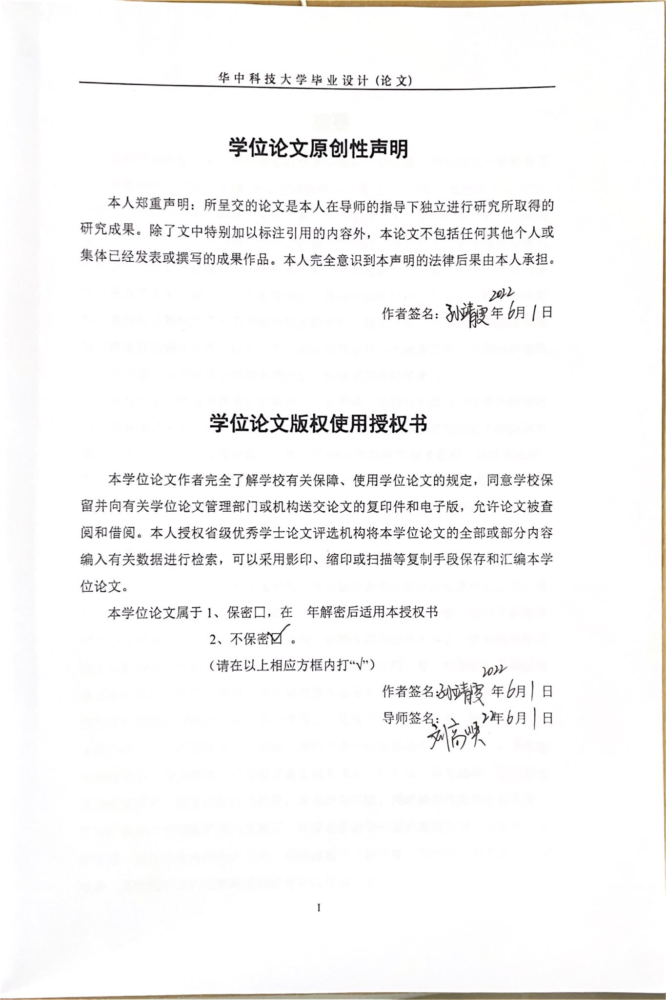 华中科技大学毕业设计(论文)
学位论文原创性声明
本人郑重声明：所呈交的论文是本人在导师的指导下独立进行研究所取得的
研究成果。除了文中特别加以标注引用的内容外，本论文不包括任何其他个人或
集体已经发表或撰写的成果作品。本人完全意识到本声明的法律后果由本人承担。
作者签名：孙靖雯2022年6月1日
学位论文版权使用授权书
本学位论文作者完全了解学校有关保障、使用学位论文的规定，同意学校保
留并向有关学位论文管理部门或机构送交论文的复印件和电子版，允许论文被查
阅和借阅。本人授权省级优秀学士论文评选机构将本学位论文的全部或部分内容
编入有关数据进行检索，可以采用影印、缩印或扫描等复制手段保存和汇编本学
位论文。
本学位论文属于 1、保密□，在 年解密后适用本授权书
2、不保密☑。
（请在以上相应方框内打“√”）
作者签名：孙靖雯2022年6月1日
导师签名：刘高 22年6月1日
I